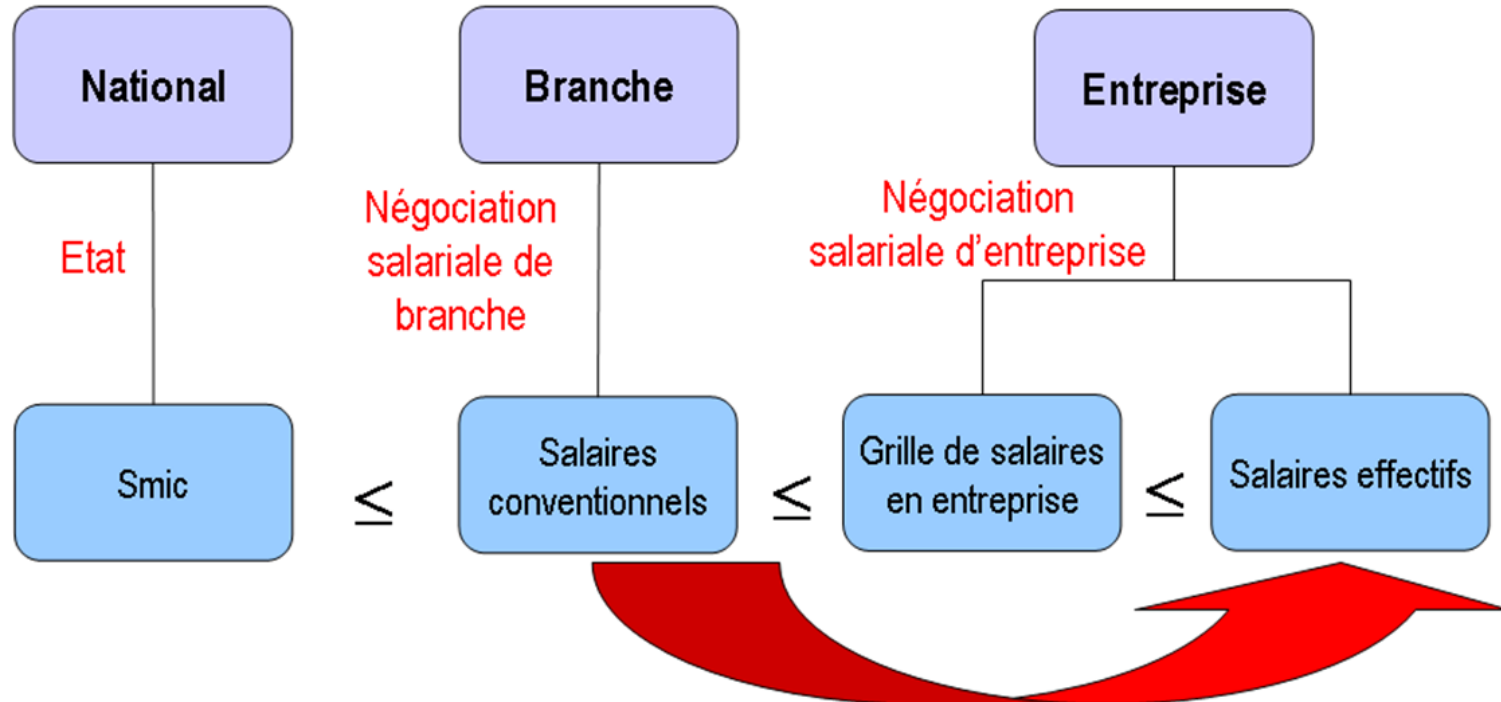 National
Branche
Entreprise
Etat
Négociation
salariale de
branche
Négociation
salariale d'entreprise
Smic
≤
Salaires
conventionnels
≤
Grille de salaires
en entreprise
≤
Salaires effectifs